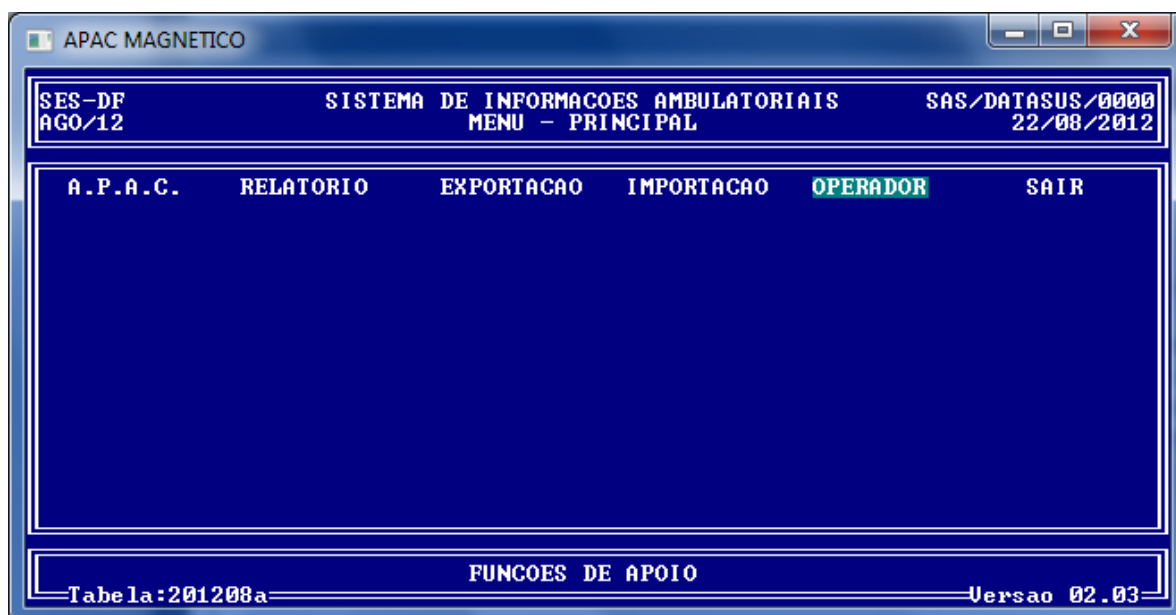 APAC MAGNETICO
SES-DF SISTEMA DE INFORMACOES AMBULATORIAIS SAS/DATASUS/0000
AGO/12 MENU - PRINCIPAL 22/08/2012
A.P.A.C. RELATORIO EXPORTACAO IMPORTACAO OPERADOR SAIR
FUNCOES DE APOIO
Tabela:201208a Versao 02.03